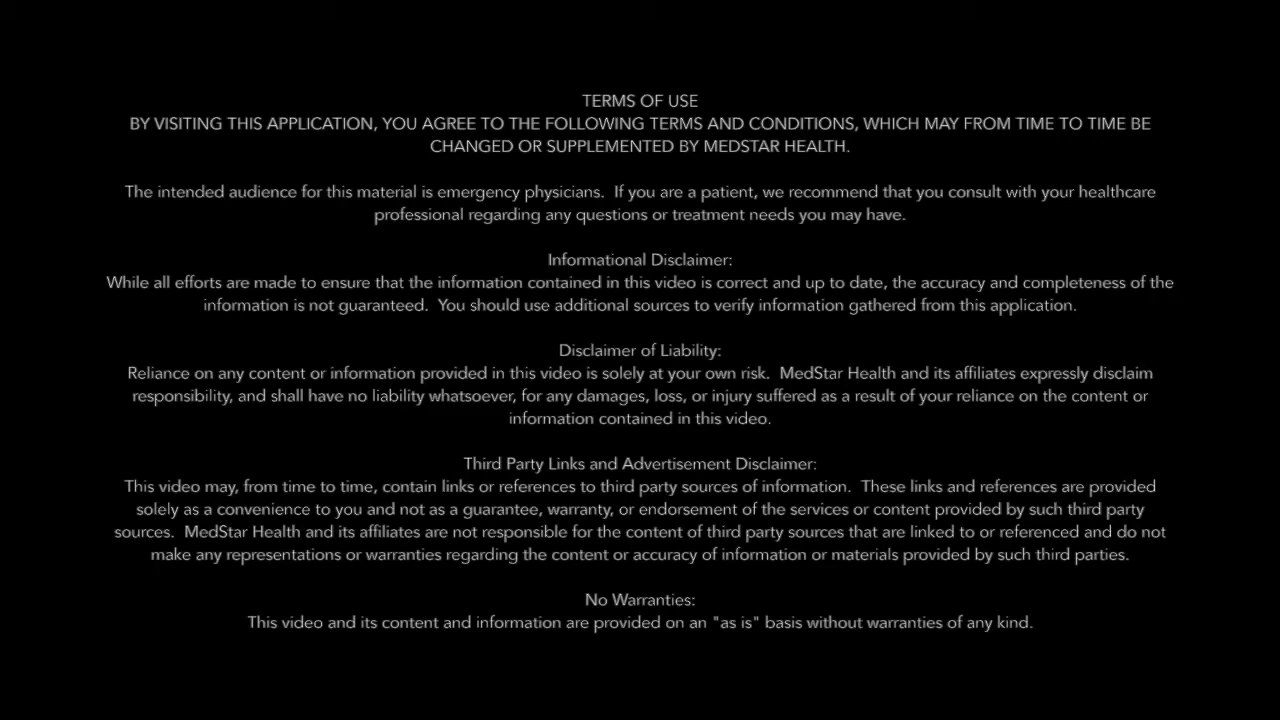 TERMS OF USE
BY VISITING THIS APPLICATION, YOU AGREE TO THE FOLLOWING TERMS AND CONDITIONS, WHICH MAY FROM TIME TO TIME BE
CHANGED OR SUPPLEMENTED BY MEDSTAR HEALTH.
The intended audience for this material is emergency physicians.  If you are a patient, we recommend that you consult with your healthcare
professional regarding any questions or treatment needs you may have.
Informational Disclaimer:
While all efforts are made to ensure that the information contained in this video is correct and up to date, the accuracy and completeness of the
information is not guaranteed.  You should use additional sources to verify information gathered from this application.
Disclaimer of Liability:
Reliance on any content or information provided in this video is solely at your own risk.  MedStar Health and its affiliates expressly disclaim
responsibility, and shall have no liability whatsoever, for any damages, loss, or injury suffered as a result of your reliance on the content or
information contained in this video.
Third Party Links and Advertisement Disclaimer:
This video may, from time to time, contain links or references to third party sources of information.  These links and references are provided
solely as a convenience to you and not as a guarantee, warranty, or endorsement of the services or content provided by such third party
sources.  MedStar Health and its affiliates are not responsible for the content of third party sources that are linked to or referenced and do not
make any representations or warranties regarding the content or accuracy of information or materials provided by such third parties.
No Warranties:
This video and its content and information are provided on an "as is" basis without warranties of any kind.